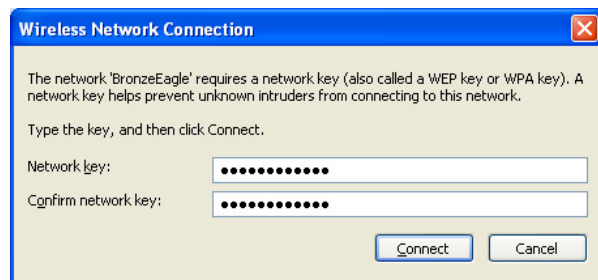 Wireless Network Connection
The network 'BronzeEagle' requires a network key (also called a WEP key or WPA key). A
network key helps prevent unknown intruders from connecting to this network.
Type the key, and then click Connect.
Network key: ••••••••••••
Confirm network key: ••••••••••••
Connect Cancel